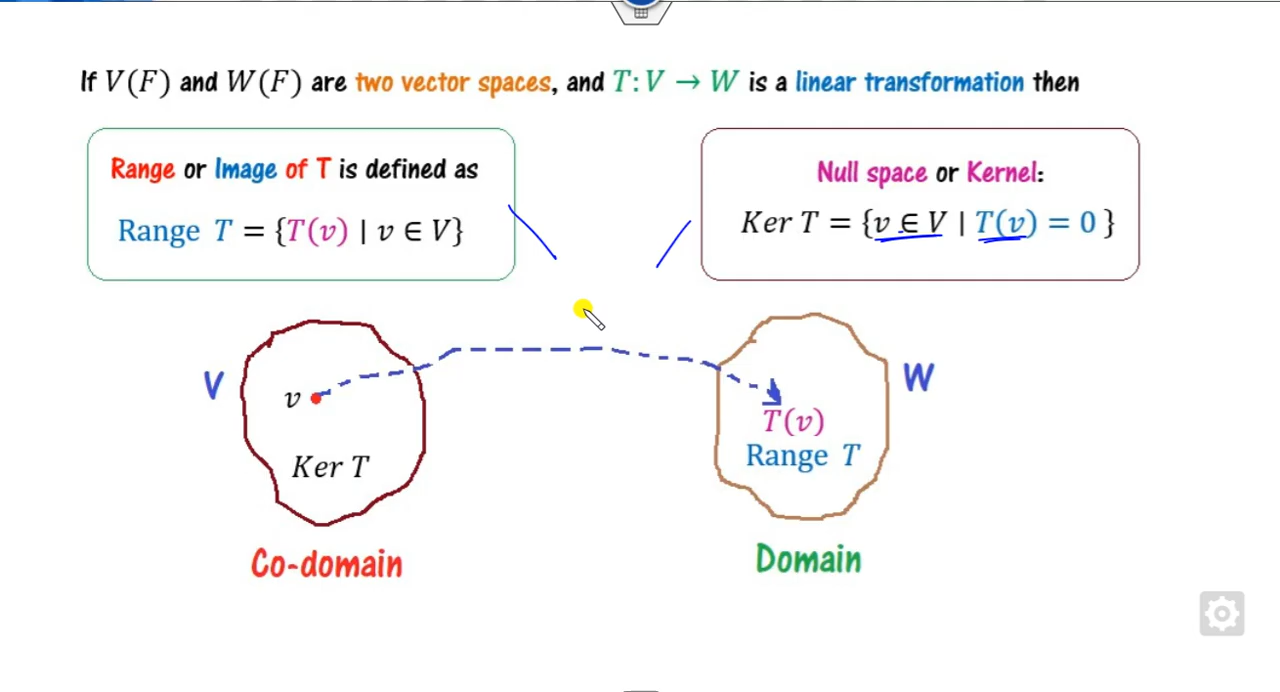 If V(F) and W(F) are two vector spaces, and T: V → W is a linear transformation then
Range or Image of T is defined as
Range T = {T(v) | v ∈ V}
Null space or Kernel:
Ker T = {v ∈ V | T(v) = 0 }
V
v
Ker T
Co-domain
W
T(v)
Range T
Domain